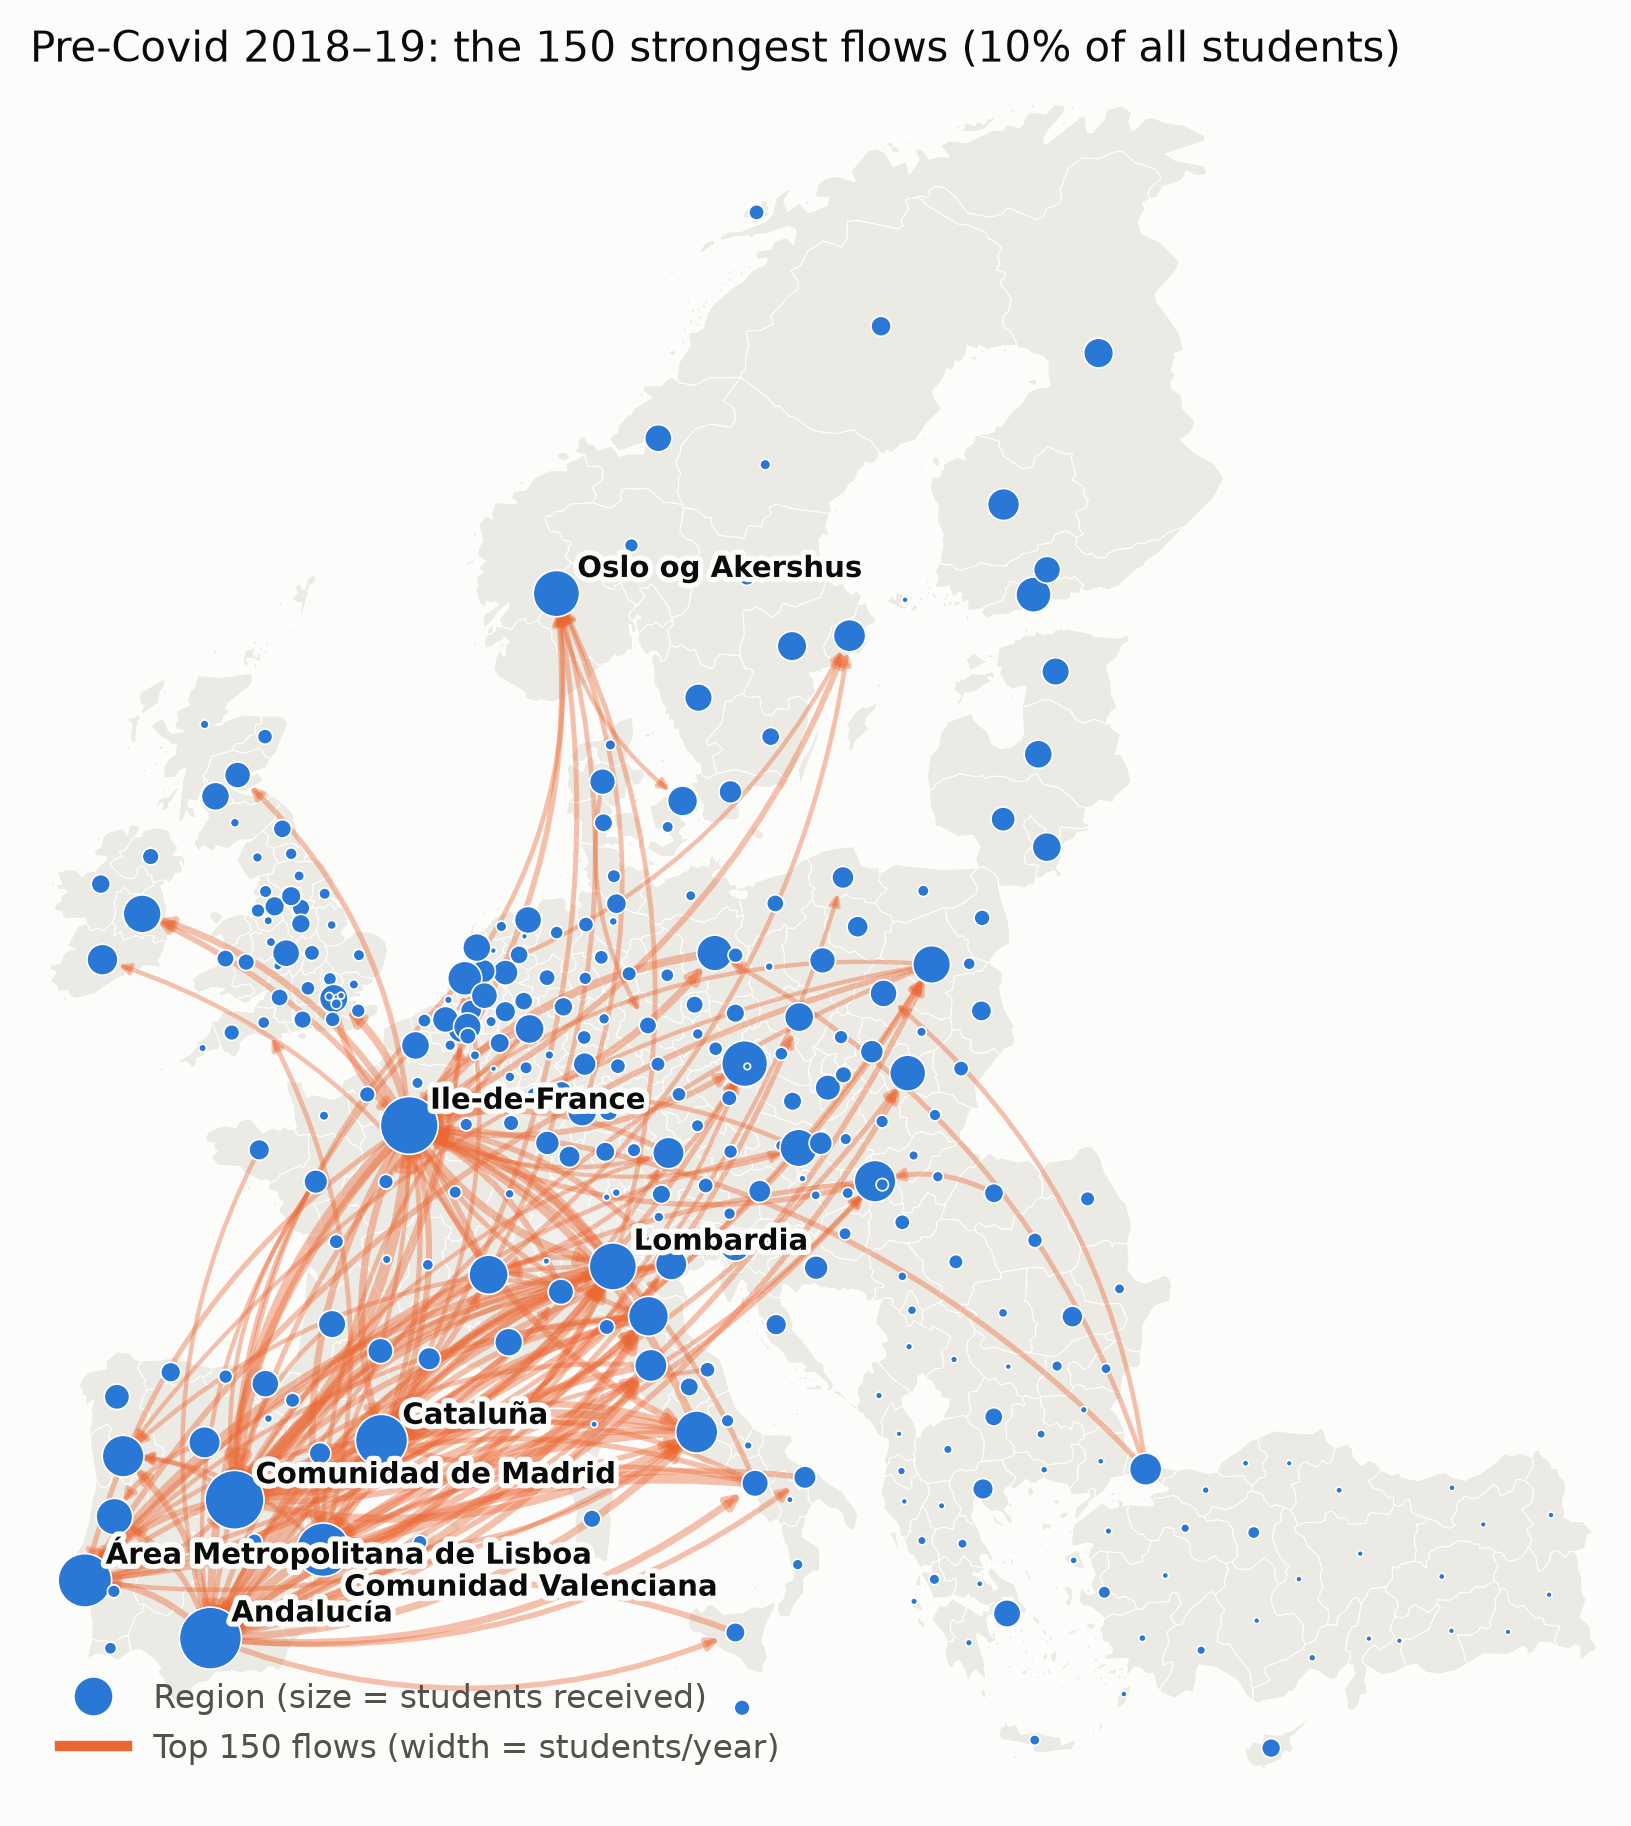 Pre-Covid 2018–19: the 150 strongest flows (10% of all students)
Oslo og Akershus
Ile-de-France
Lombardia
Cataluña
Comunidad de Madrid
Área Metropolitana de Lisboa
Comunidad Valenciana
Andalucía
Region (size = students received)
Top 150 flows (width = students/year)